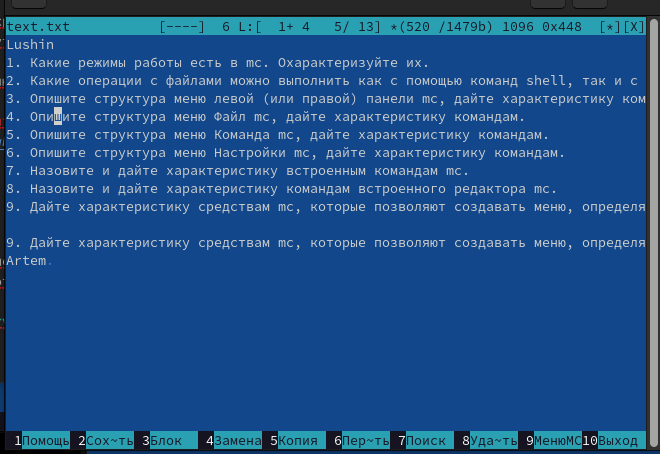 text.txt [----] 6 L:[ 1+ 4 5/ 13] *(520 /1479b) 1096 0x448 [*][X]
Lushin
1. Какие режимы работы есть в mc. Охарактеризуйте их.
2. Какие операции с файлами можно выполнить как с помощью команд shell, так и с
3. Опишите структура меню левой (или правой) панели mc, дайте характеристику ком
4. Опишите структура меню Файл mc, дайте характеристику командам.
5. Опишите структура меню Команда mc, дайте характеристику командам.
6. Опишите структура меню Настройки mc, дайте характеристику командам.
7. Назовите и дайте характеристику встроенным командам mc.
8. Назовите и дайте характеристику командам встроенного редактора mc.
9. Дайте характеристику средствам mc, которые позволяют создавать меню, определя
9. Дайте характеристику средствам mc, которые позволяют создавать меню, определя
Artem.
1Помощь 2Сох~ть 3Блок 4Замена 5Копия 6Пер~ть 7Поиск 8Уда~ть 9МенюMC 10Выход